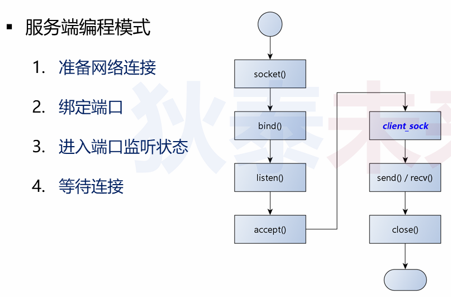 ▪ 服务端编程模式
1. 准备网络连接
2. 绑定端口
3. 进入端口监听状态
4. 等待连接
socket()
bind()
listen()
accept()
client_sock
send() / recv()
close()
狄泰未来